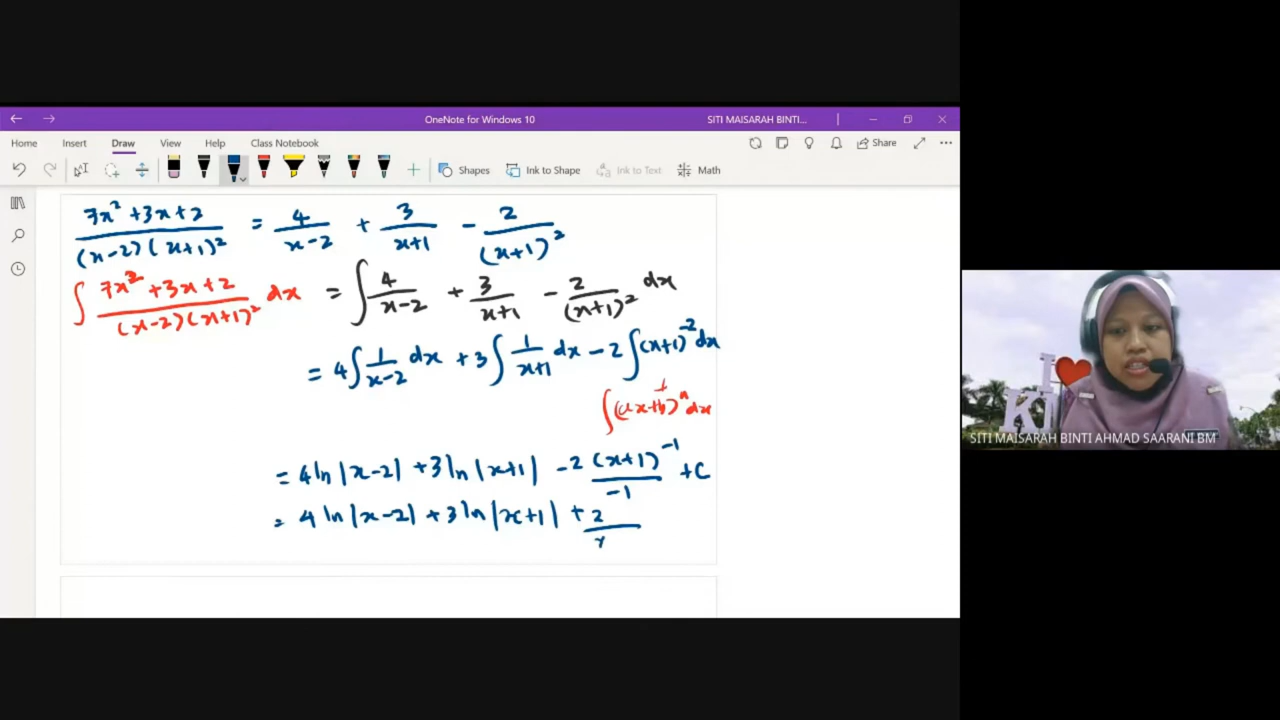 OneNote for Windows 10
SITI MAISARAH BINTI...
Home Insert Draw View Help Class Notebook
Share
Shapes Ink to Shape Ink to Text Math
(7x² + 3x + 2)/((x-2)(x+1)²) = 4/(x-2) + 3/(x+1) - 2/(x+1)²
∫ (7x² + 3x + 2)/((x-2)(x+1)²) dx = ∫ 4/(x-2) + 3/(x+1) - 2/(x+1)² dx
= 4∫ 1/(x-2) dx + 3∫ 1/(x+1) dx - 2∫ (x+1)⁻² dx
∫ (ax+b)ⁿ dx
= 4 ln|x-2| + 3 ln|x+1| - 2 (x+1)⁻¹/-1 + C
= 4 ln|x-2| + 3 ln|x+1| + 2/
I
KI
SITI MAISARAH BINTI AHMAD SAARANI BM